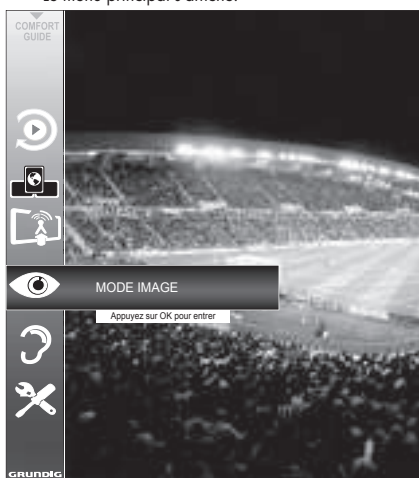 Le menu principal s'affiche.
COMFORT
GUIDE
MODE IMAGE
Appuyez sur OK pour entrer
GRUNDIG